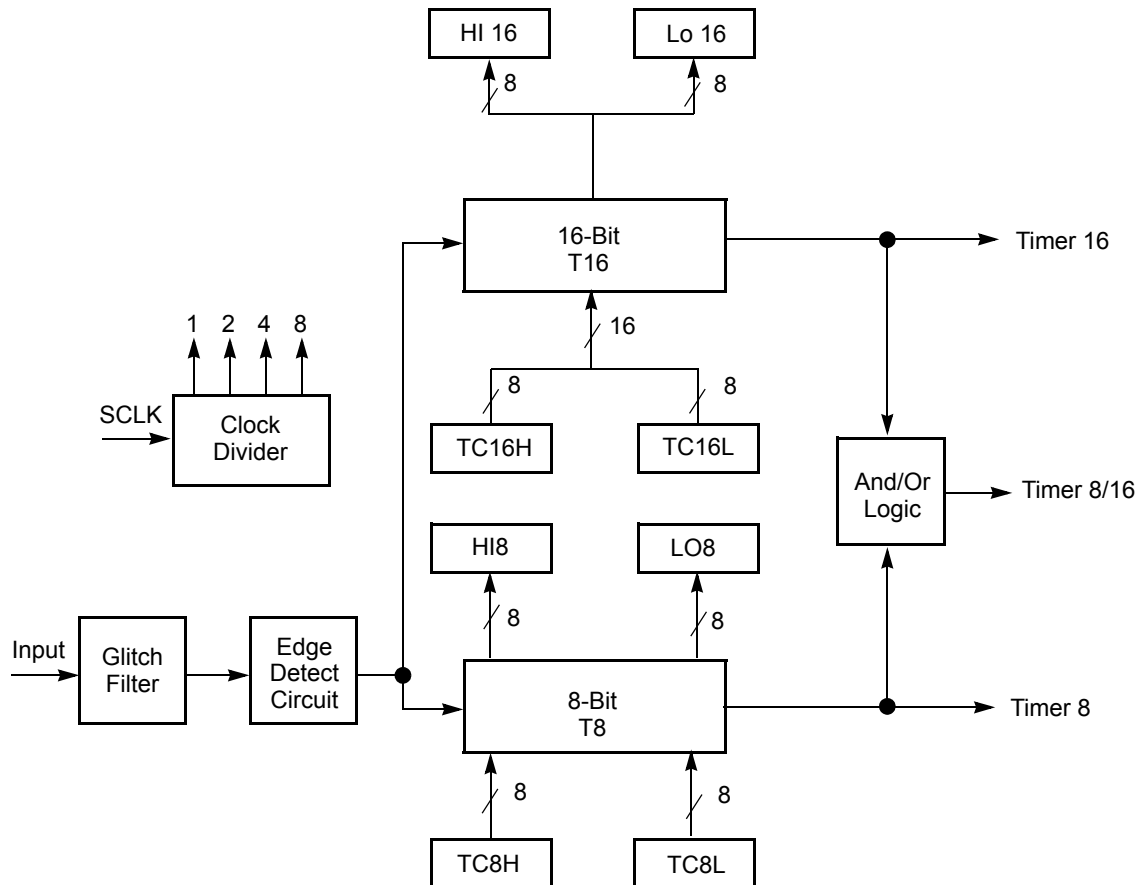 HI 16
Lo 16
8
8
16-Bit
T16
Timer 16
1 2 4 8
16
SCLK
Clock
Divider
8
8
TC16H
TC16L
And/Or
Logic
Timer 8/16
HI8
LO8
8
8
Input
Glitch
Filter
Edge
Detect
Circuit
8-Bit
T8
Timer 8
8
8
TC8H
TC8L